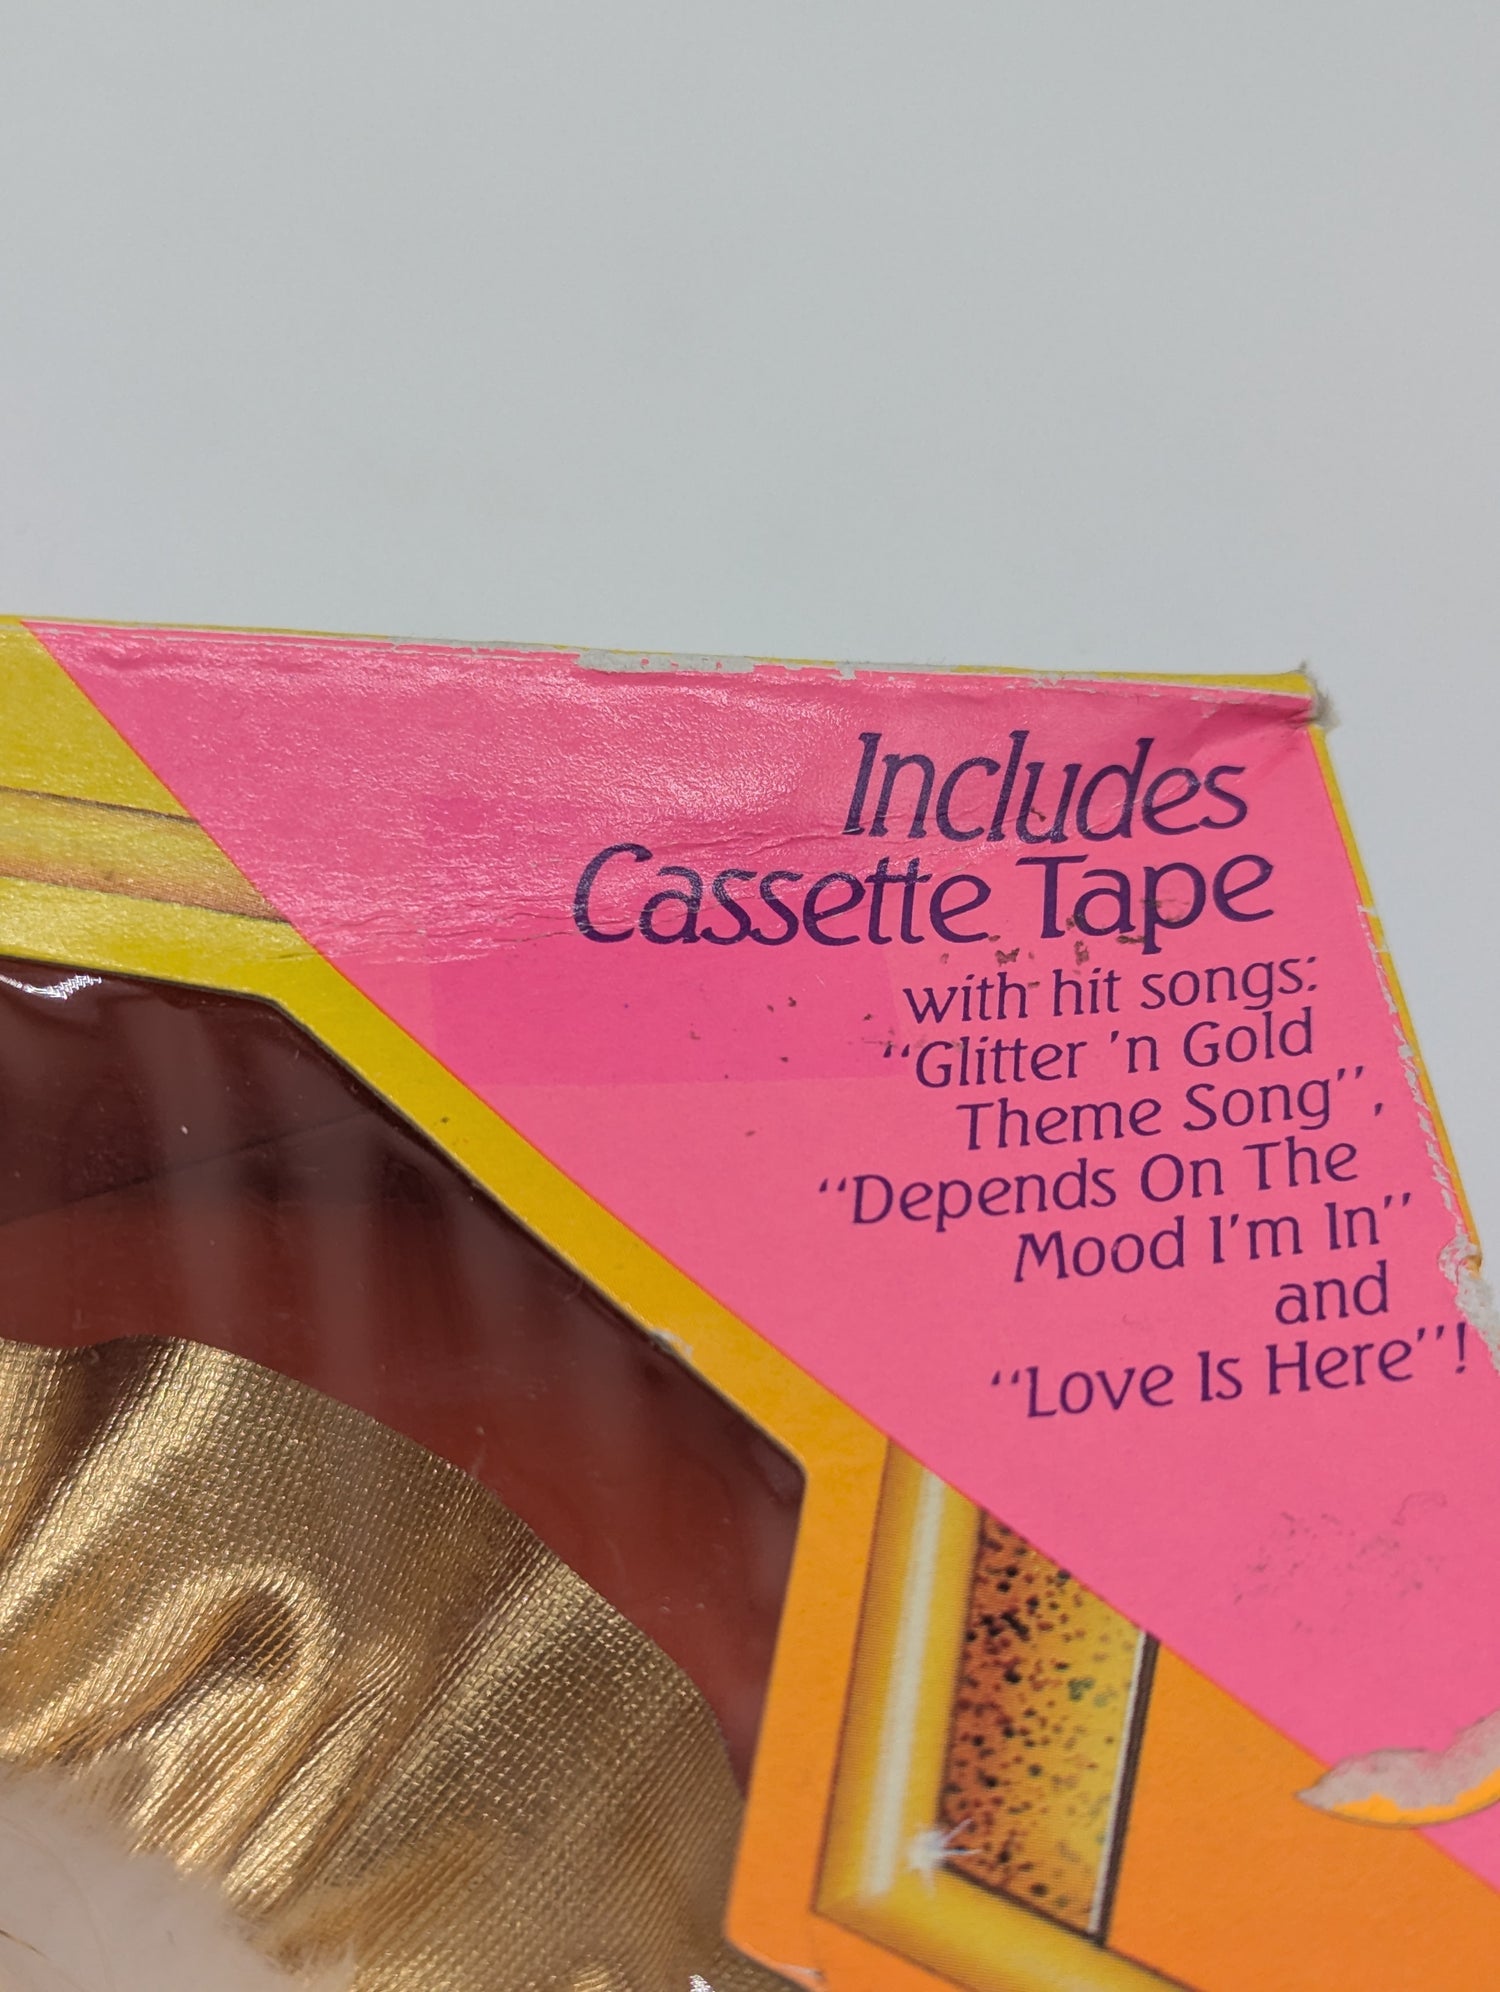 Includes
Cassette Tape
with hit songs:
"Glitter 'n Gold
Theme Song",
"Depends On The
Mood I'm In"
and
"Love Is Here"!